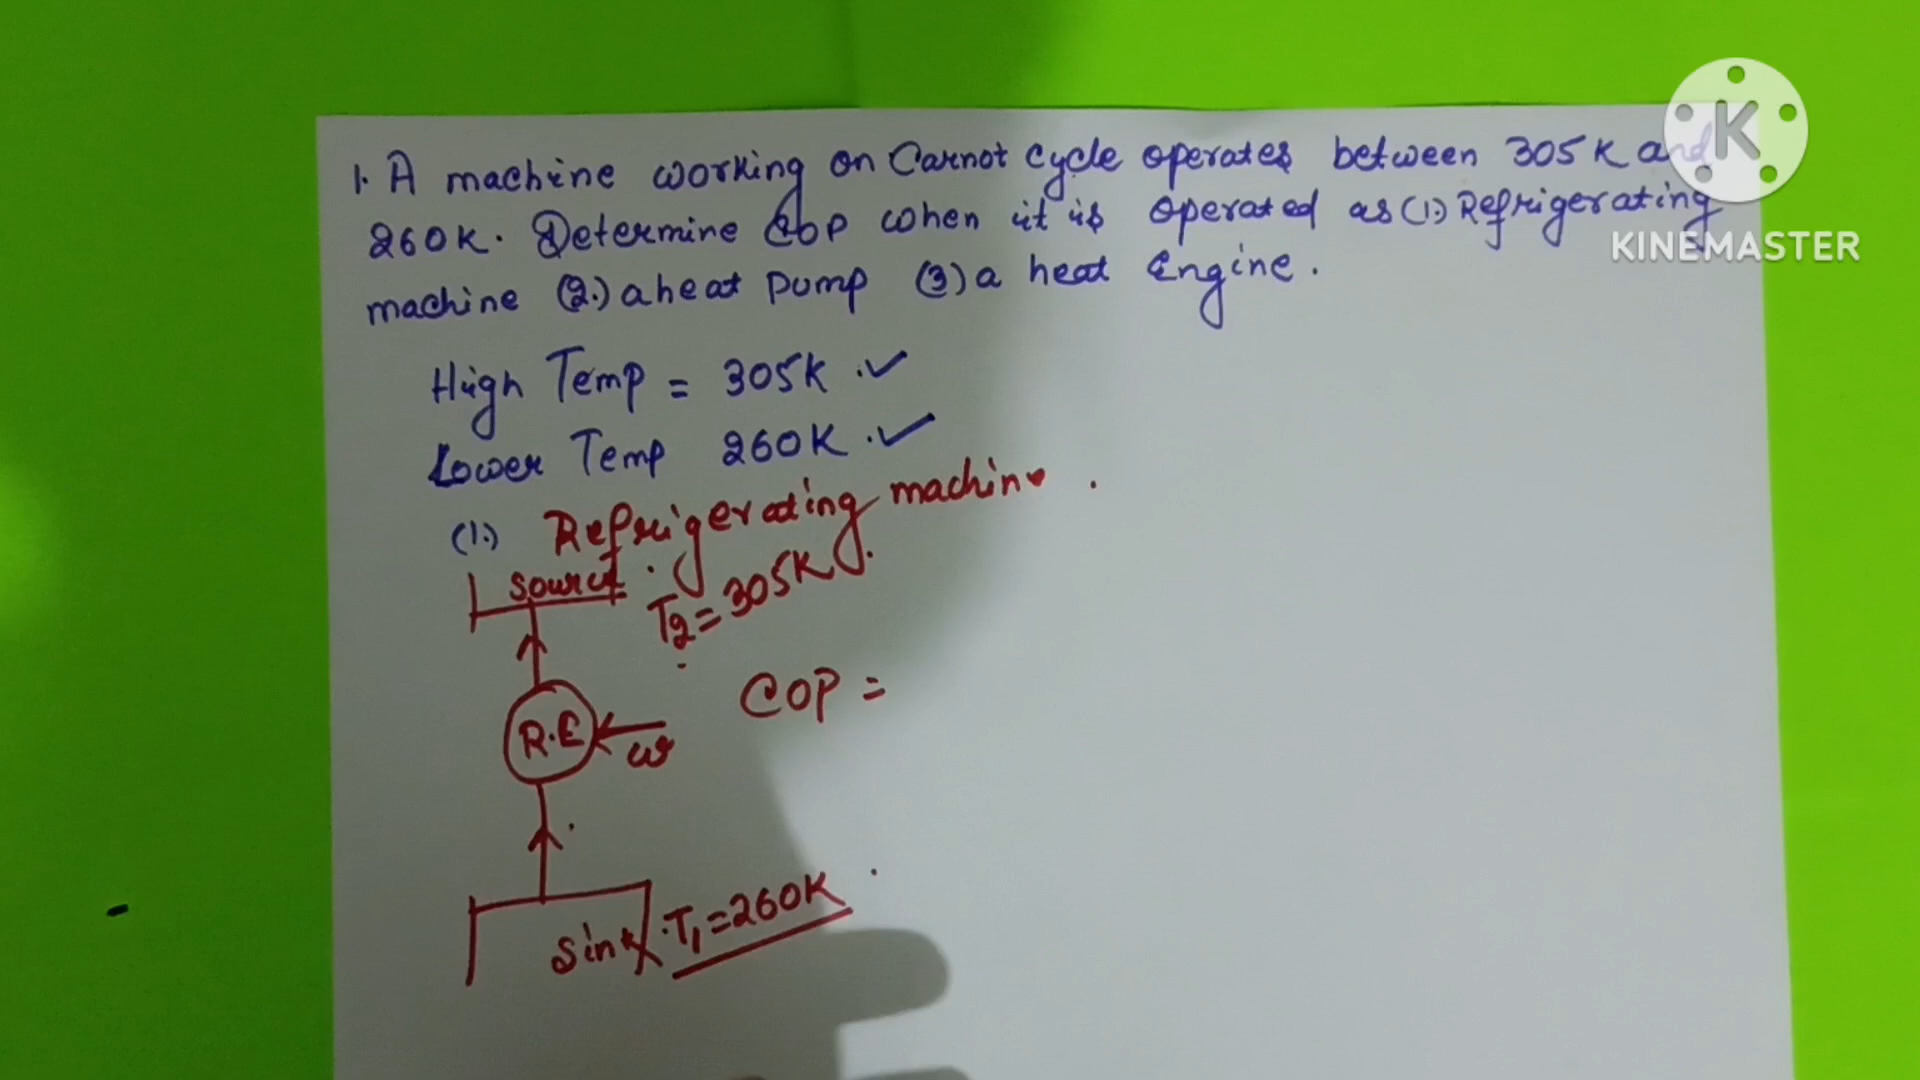 1. A machine working on Carnot cycle operates between 305K and
260K. Determine COP when it is operated as (1.) Refrigerating
machine (2.) a heat pump (3) a heat Engine.
K
KINEMASTER
High Temp = 305K.
Lower Temp 260K.
(1.) Refrigerating machine.
source. T2=305K.
R.E
w
COP =
sink. T1=260K.